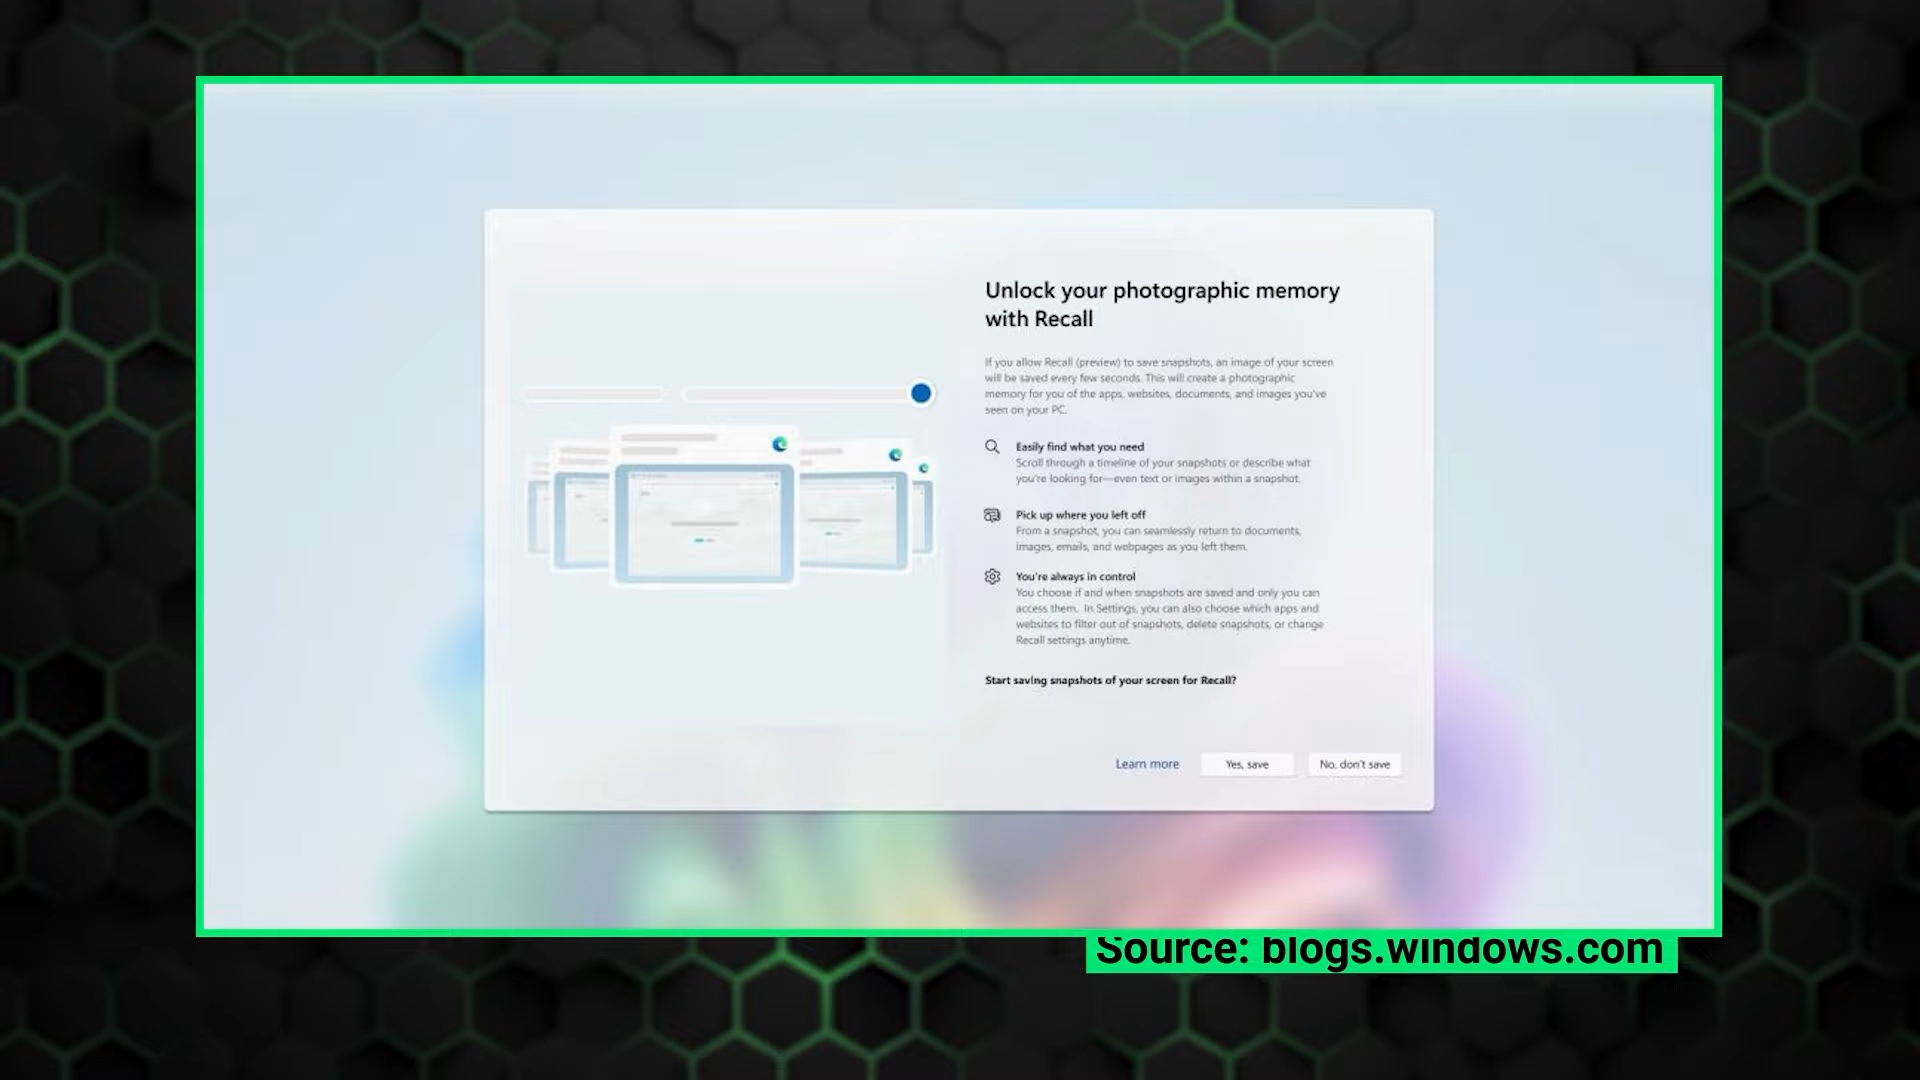 Unlock your photographic memory
with Recall
If you allow Recall (preview) to save snapshots, an image of your screen
will be saved every few seconds. This will create a photographic
memory for you of the apps, websites, documents, and images you've
seen on your PC.
Easily find what you need
Scroll through a timeline of your snapshots or describe what
you're looking for—even text or images within a snapshot.
Pick up where you left off
From a snapshot, you can seamlessly return to documents,
images, emails, and webpages as you left them.
You're always in control
You choose if and when snapshots are saved and only you can
access them. In Settings, you can also choose which apps and
websites to filter out of snapshots, delete snapshots, or change
Recall settings anytime.
Start saving snapshots of your screen for Recall?
Learn more
Yes, save
No, don't save
Source: blogs.windows.com